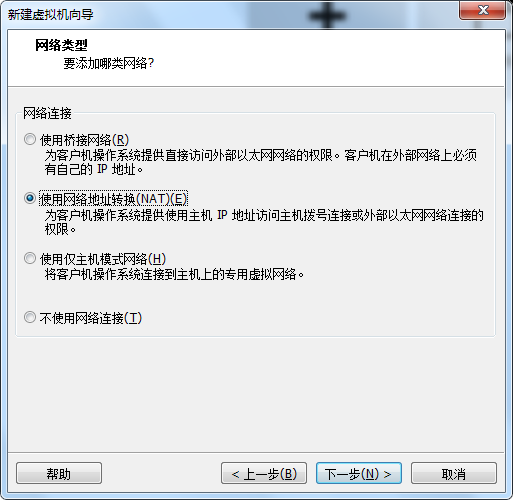 新建虚拟机向导
网络类型
要添加哪类网络?
网络连接
使用桥接网络(R)
为客户机操作系统提供直接访问外部以太网网络的权限。客户机在外部网络上必须
有自己的 IP 地址。
使用网络地址转换(NAT)(E)
为客户机操作系统提供使用主机 IP 地址访问主机拨号连接或外部以太网网络连接的
权限。
使用仅主机模式网络(H)
将客户机操作系统连接到主机上的专用虚拟网络。
不使用网络连接(T)
帮助
< 上一步(B)
下一步(N) >
取消